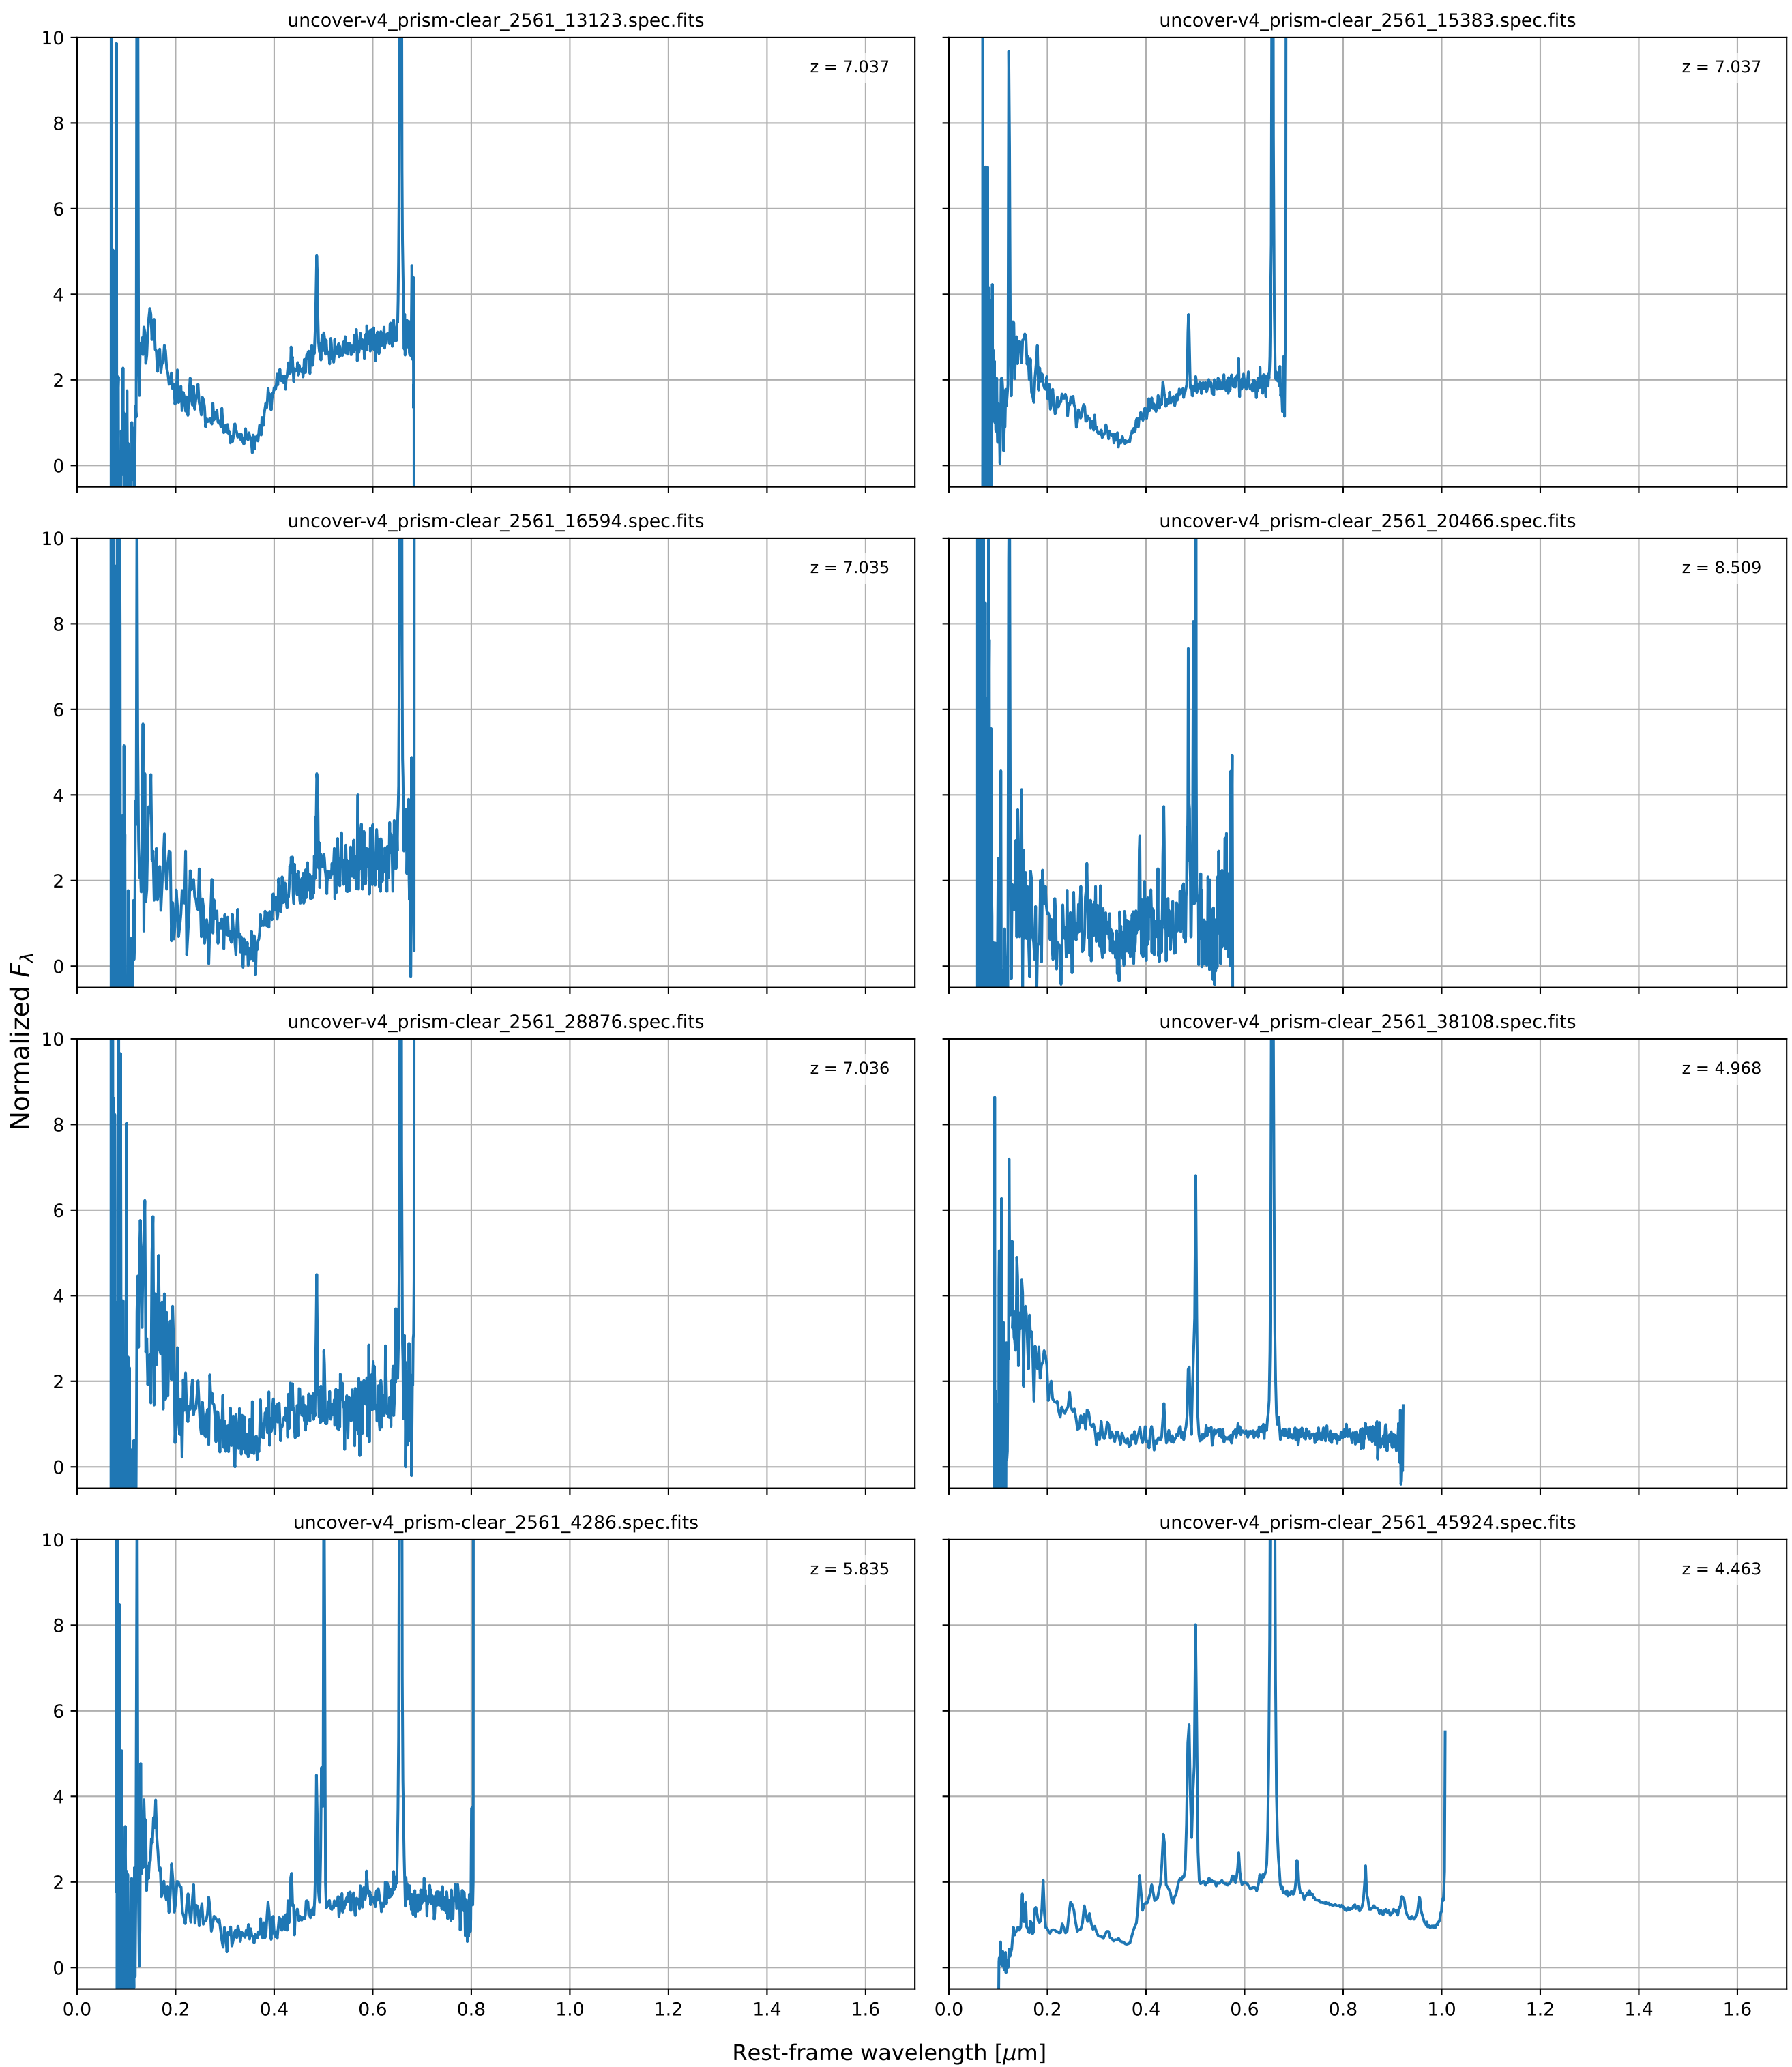 uncover-v4_prism-clear_2561_13123.spec.fits
z = 7.037
10
8
6
4
2
0
uncover-v4_prism-clear_2561_15383.spec.fits
z = 7.037
uncover-v4_prism-clear_2561_16594.spec.fits
z = 7.035
10
8
6
4
2
0
uncover-v4_prism-clear_2561_20466.spec.fits
z = 8.509
Normalized Fλ
uncover-v4_prism-clear_2561_28876.spec.fits
z = 7.036
10
8
6
4
2
0
uncover-v4_prism-clear_2561_38108.spec.fits
z = 4.968
uncover-v4_prism-clear_2561_4286.spec.fits
z = 5.835
10
8
6
4
2
0
0.0 0.2 0.4 0.6 0.8 1.0 1.2 1.4 1.6
uncover-v4_prism-clear_2561_45924.spec.fits
z = 4.463
0.0 0.2 0.4 0.6 0.8 1.0 1.2 1.4 1.6
Rest-frame wavelength [μm]